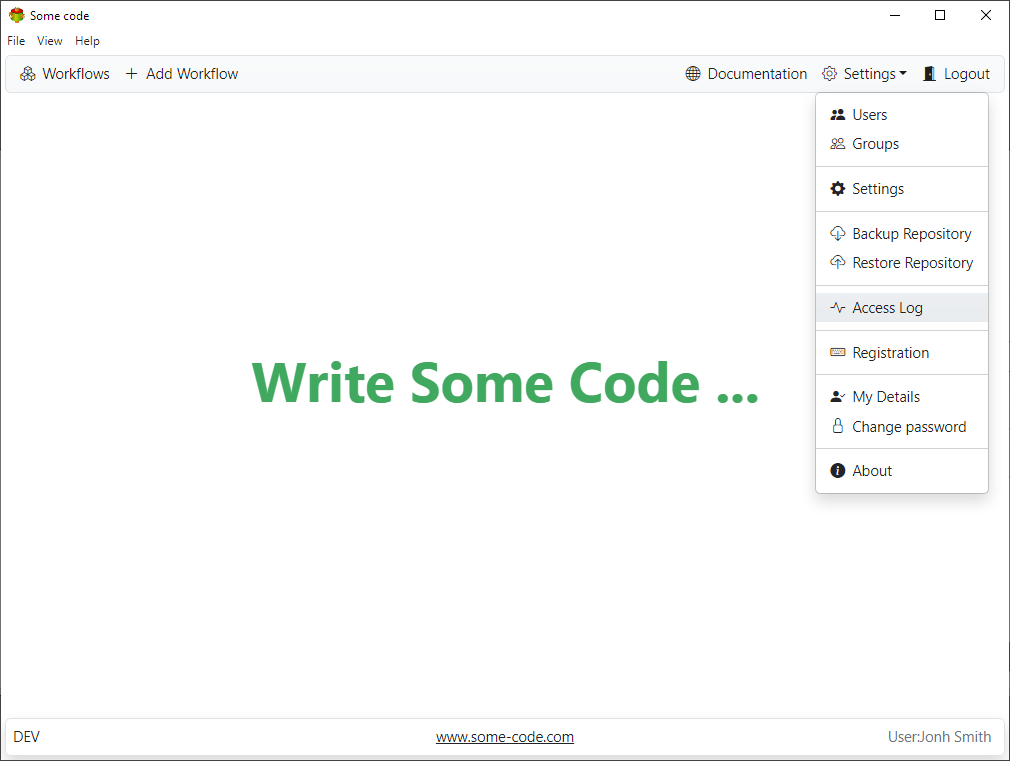 Some code
File View Help
Workflows Add Workflow Documentation Settings Logout
Users
Groups
Settings
Backup Repository
Restore Repository
Access Log
Registration
My Details
Change password
About
Write Some Code ...
DEV www.some-code.com User:Jonh Smith